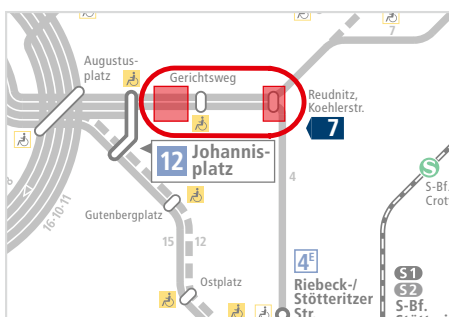 7
Augustus-
platz
Gerichtsweg
Reudnitz,
Koehlerstr.
7
12 Johannis-
platz
S
S-Bf.
4
16·10·11
Gutenbergplatz
15
12
4E
Riebeck-/
Stötteritzer
Str.
Ostplatz
S1
S2
S-Bf.